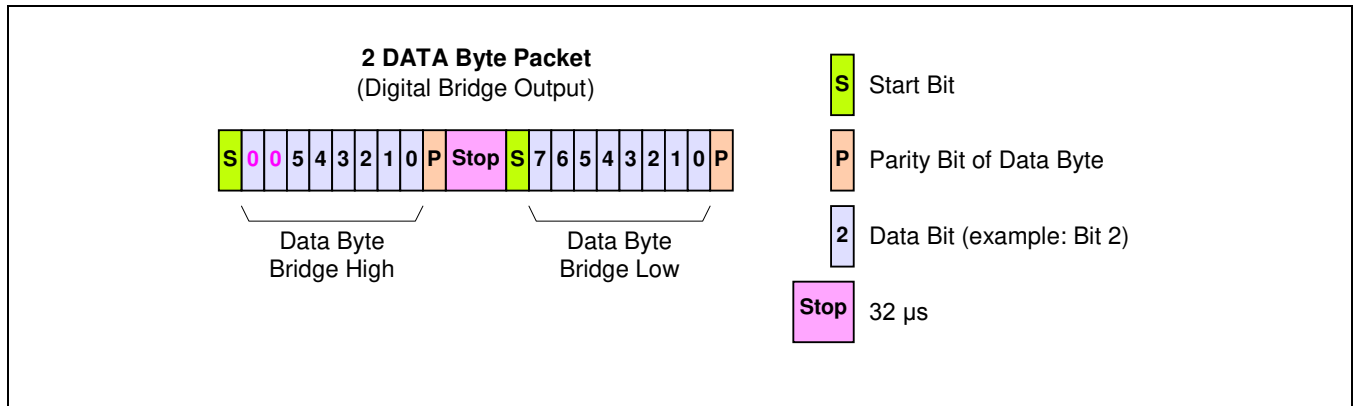 2 DATA Byte Packet
(Digital Bridge Output)
S 0 0 5 4 3 2 1 0 P Stop S 7 6 5 4 3 2 1 0 P
Data Byte
Bridge High
Data Byte
Bridge Low
S Start Bit
P Parity Bit of Data Byte
2 Data Bit (example: Bit 2)
Stop 32 µs